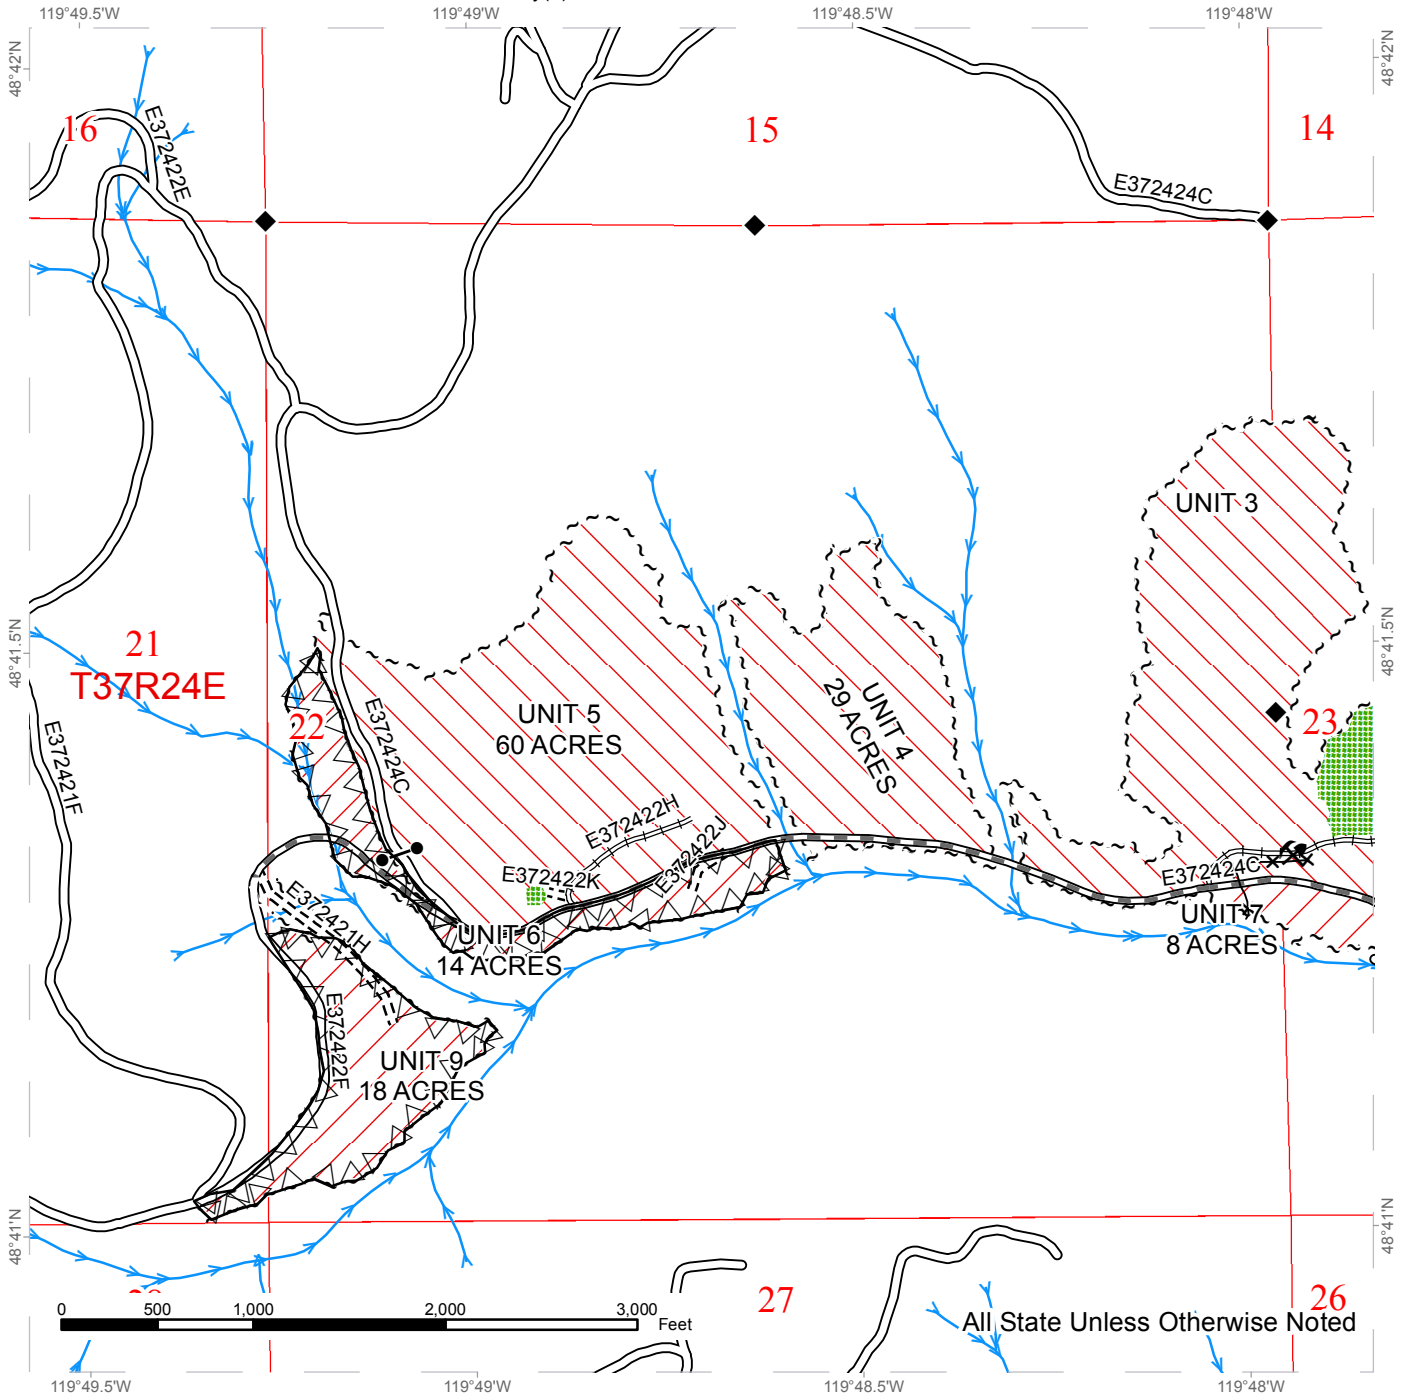 119°49.5'W
119°49'W
119°48.5'W
119°48'W
48°42'N
48°42'N
16
15
14
E372422E
E372424C
UNIT 3
48°41.5'N
48°41.5'N
21
T37R24E
22
23
E372424C
UNIT 5
60 ACRES
UNIT 4
29 ACRES
E372421F
E372422H
E372422J
E372422K
E372424C
E372421H
UNIT 6
14 ACRES
UNIT 7
8 ACRES
E372422F
UNIT 9
18 ACRES
48°41'N
48°41'N
27
26
0 500 1,000 2,000 3,000
Feet
All State Unless Otherwise Noted
119°49.5'W
119°49'W
119°48.5'W
119°48'W